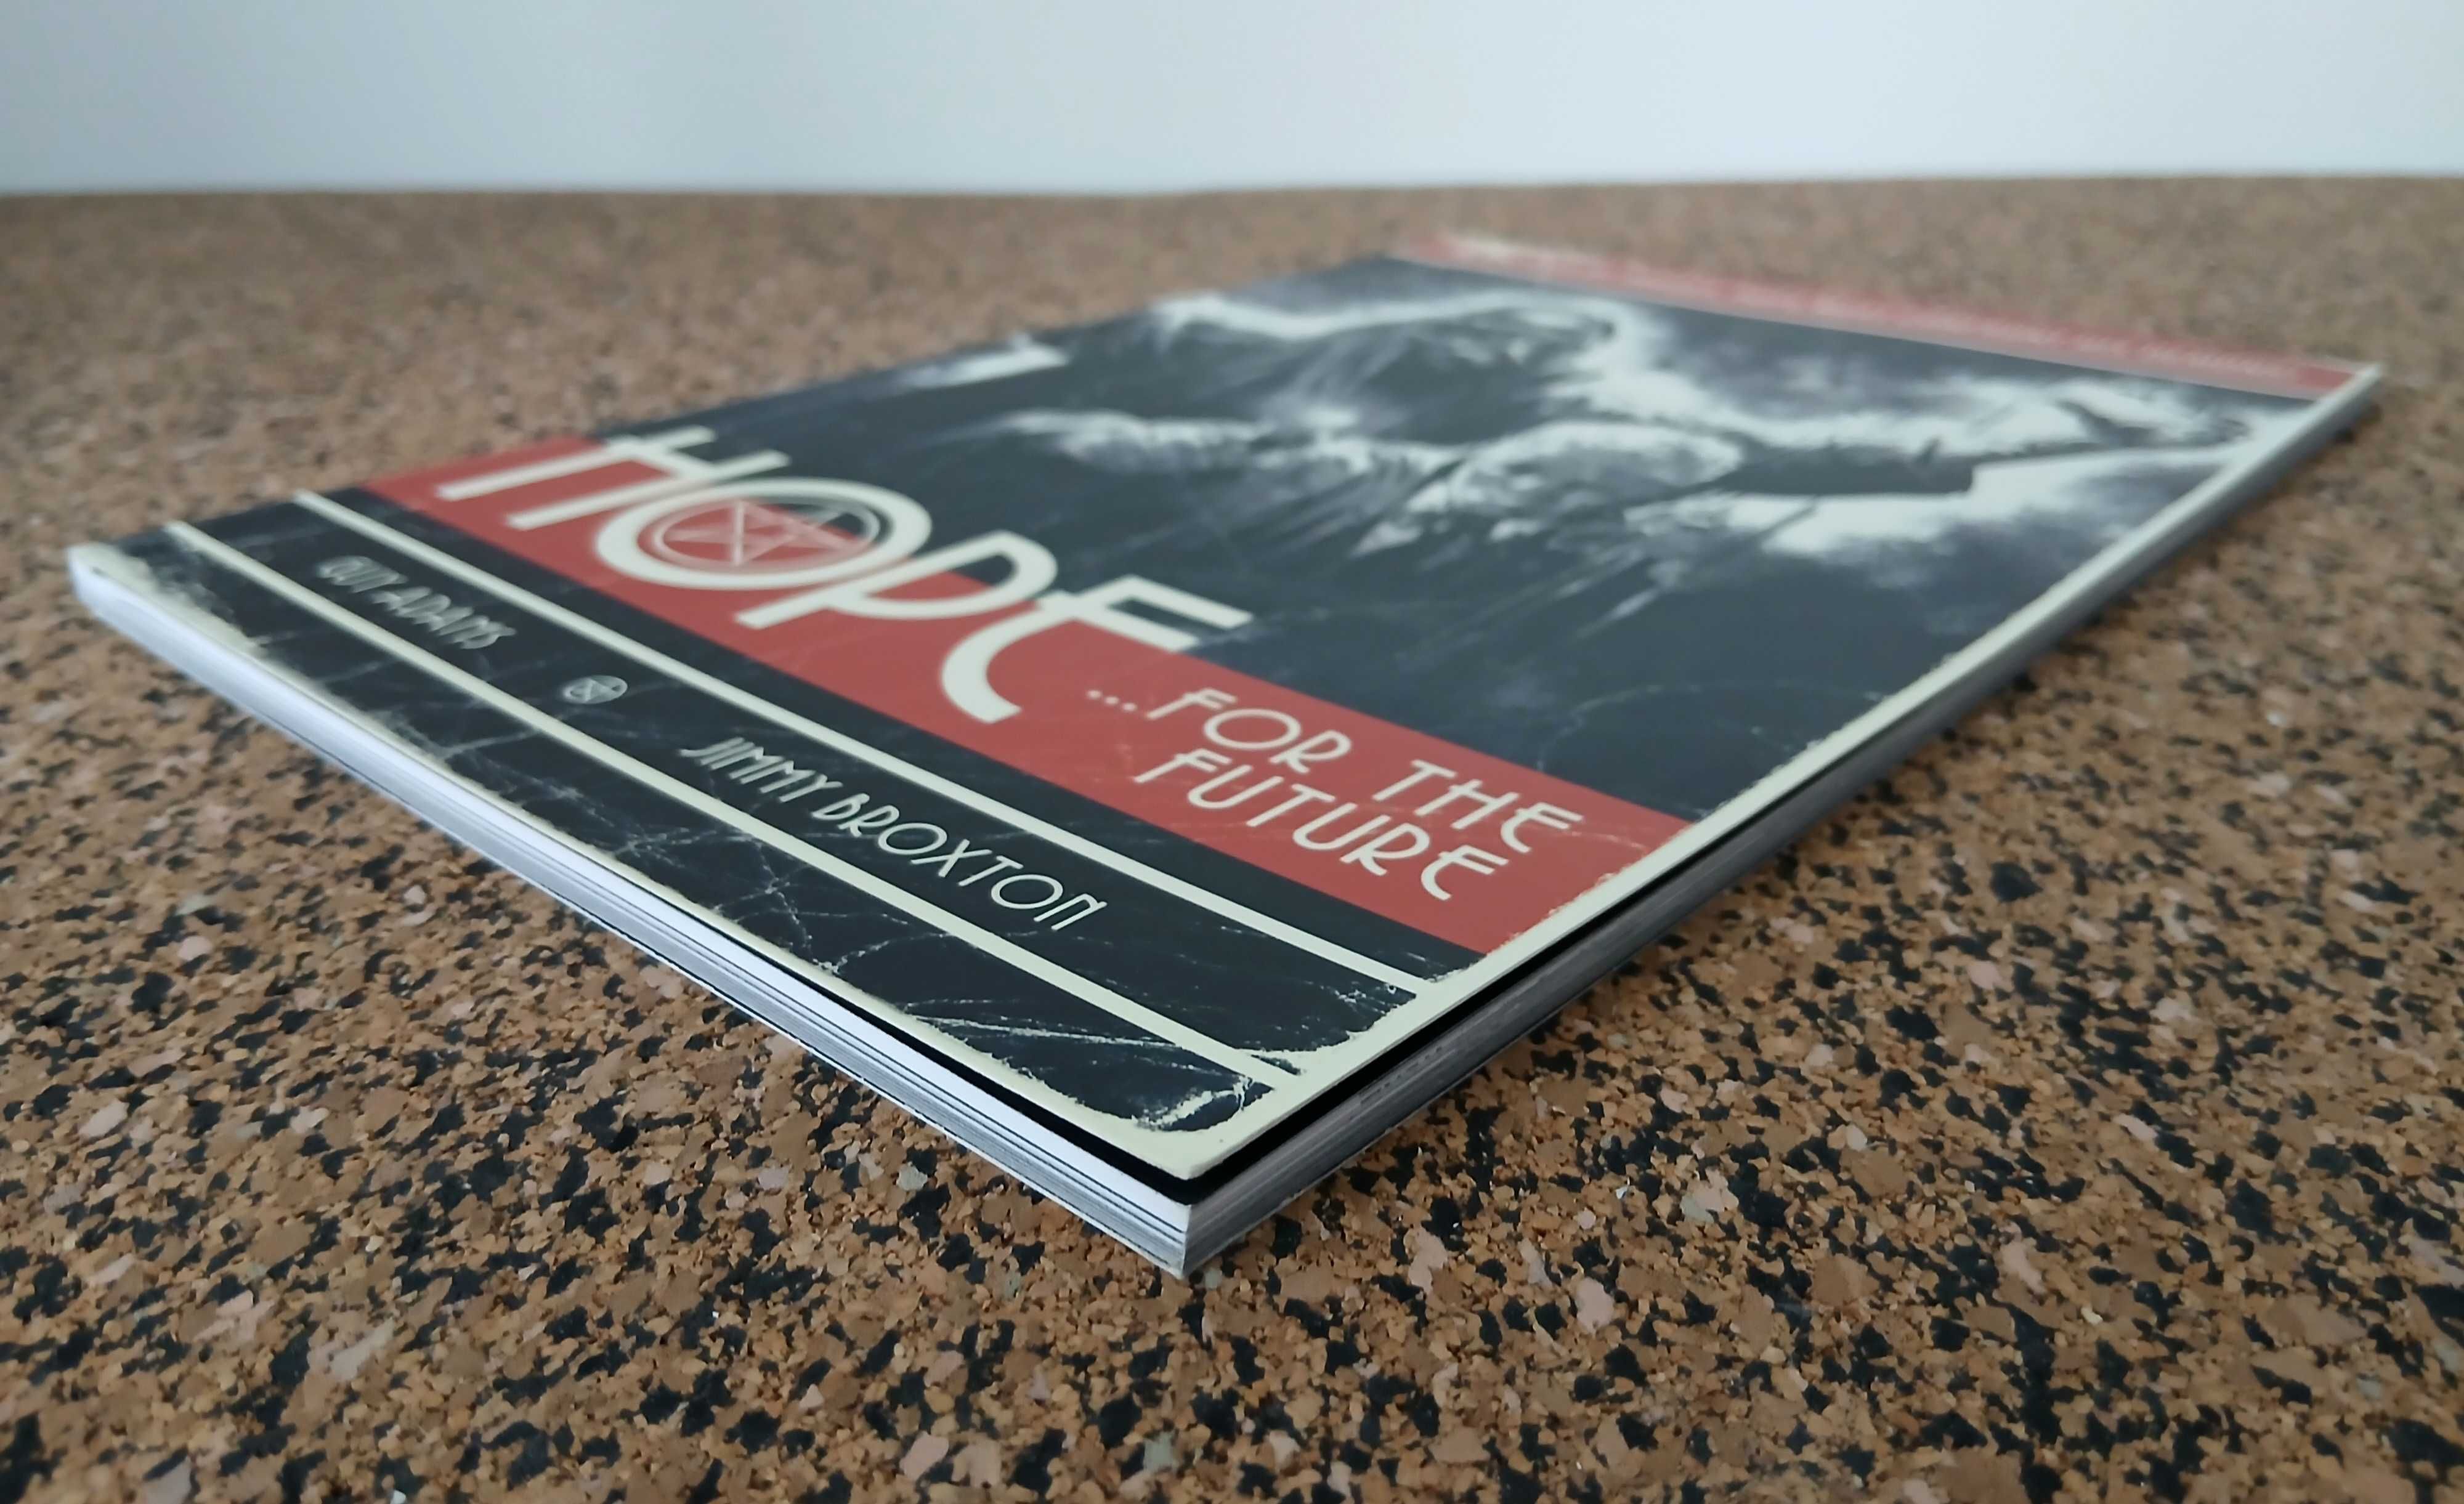 HOPE
...FOR THE
FUTURE
GUY ADAMS
JIMMY BROXTON